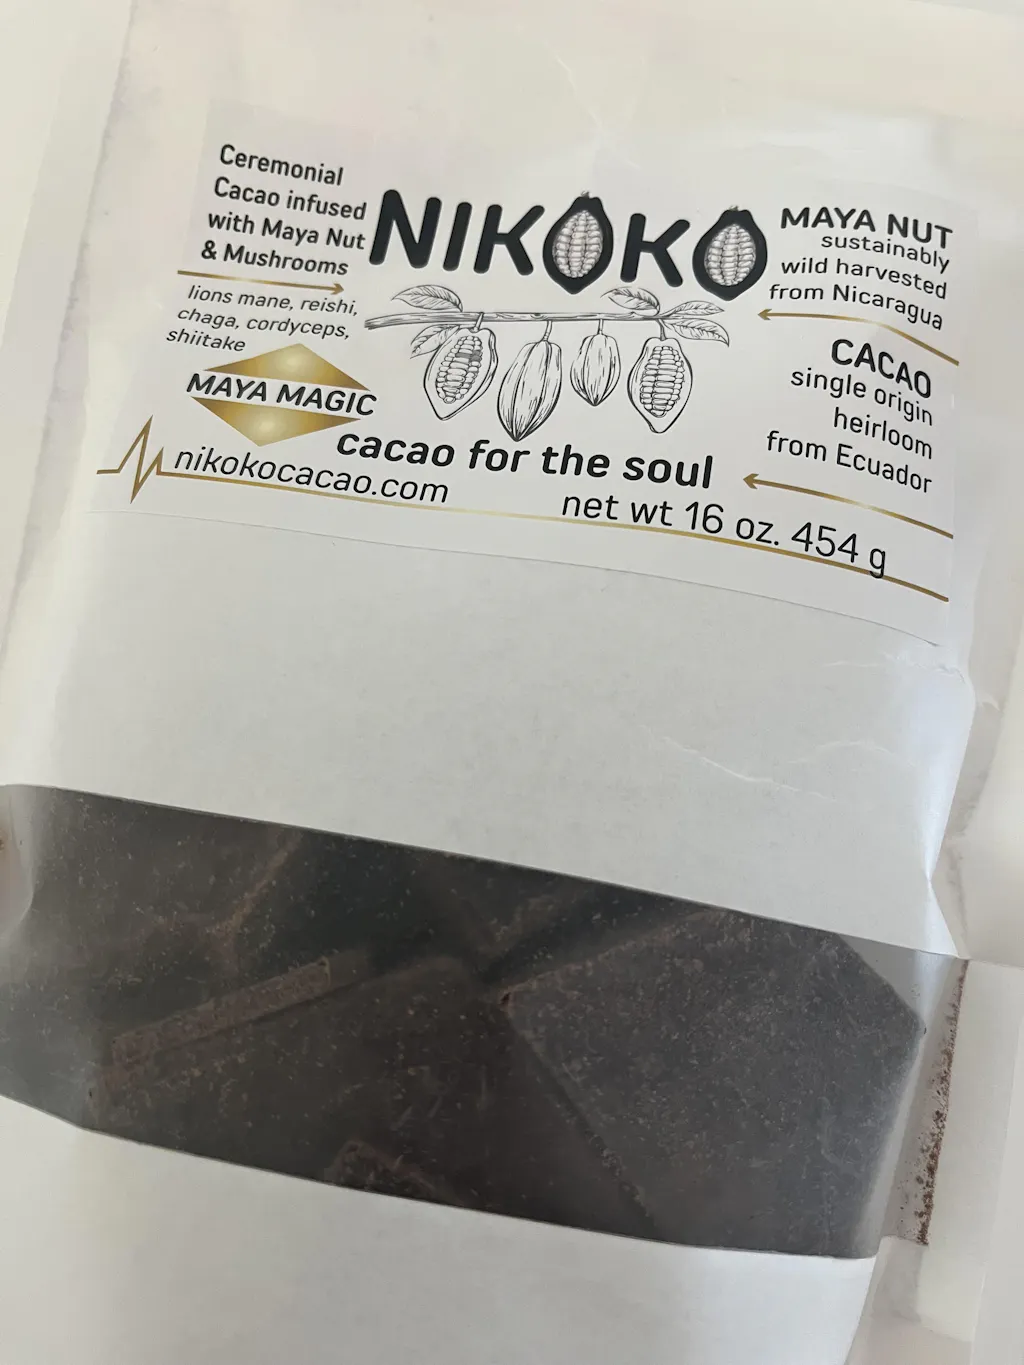 Ceremonial
Cacao infused
with Maya Nut
& Mushrooms
lions mane, reishi,
chaga, cordyceps,
shiitake
MAYA MAGIC
NIKOKO
cacao for the soul
nikokocacao.com
net wt 16 oz. 454 g
MAYA NUT
sustainably
wild harvested
from Nicaragua
CACAO
single origin
heirloom
from Ecuador